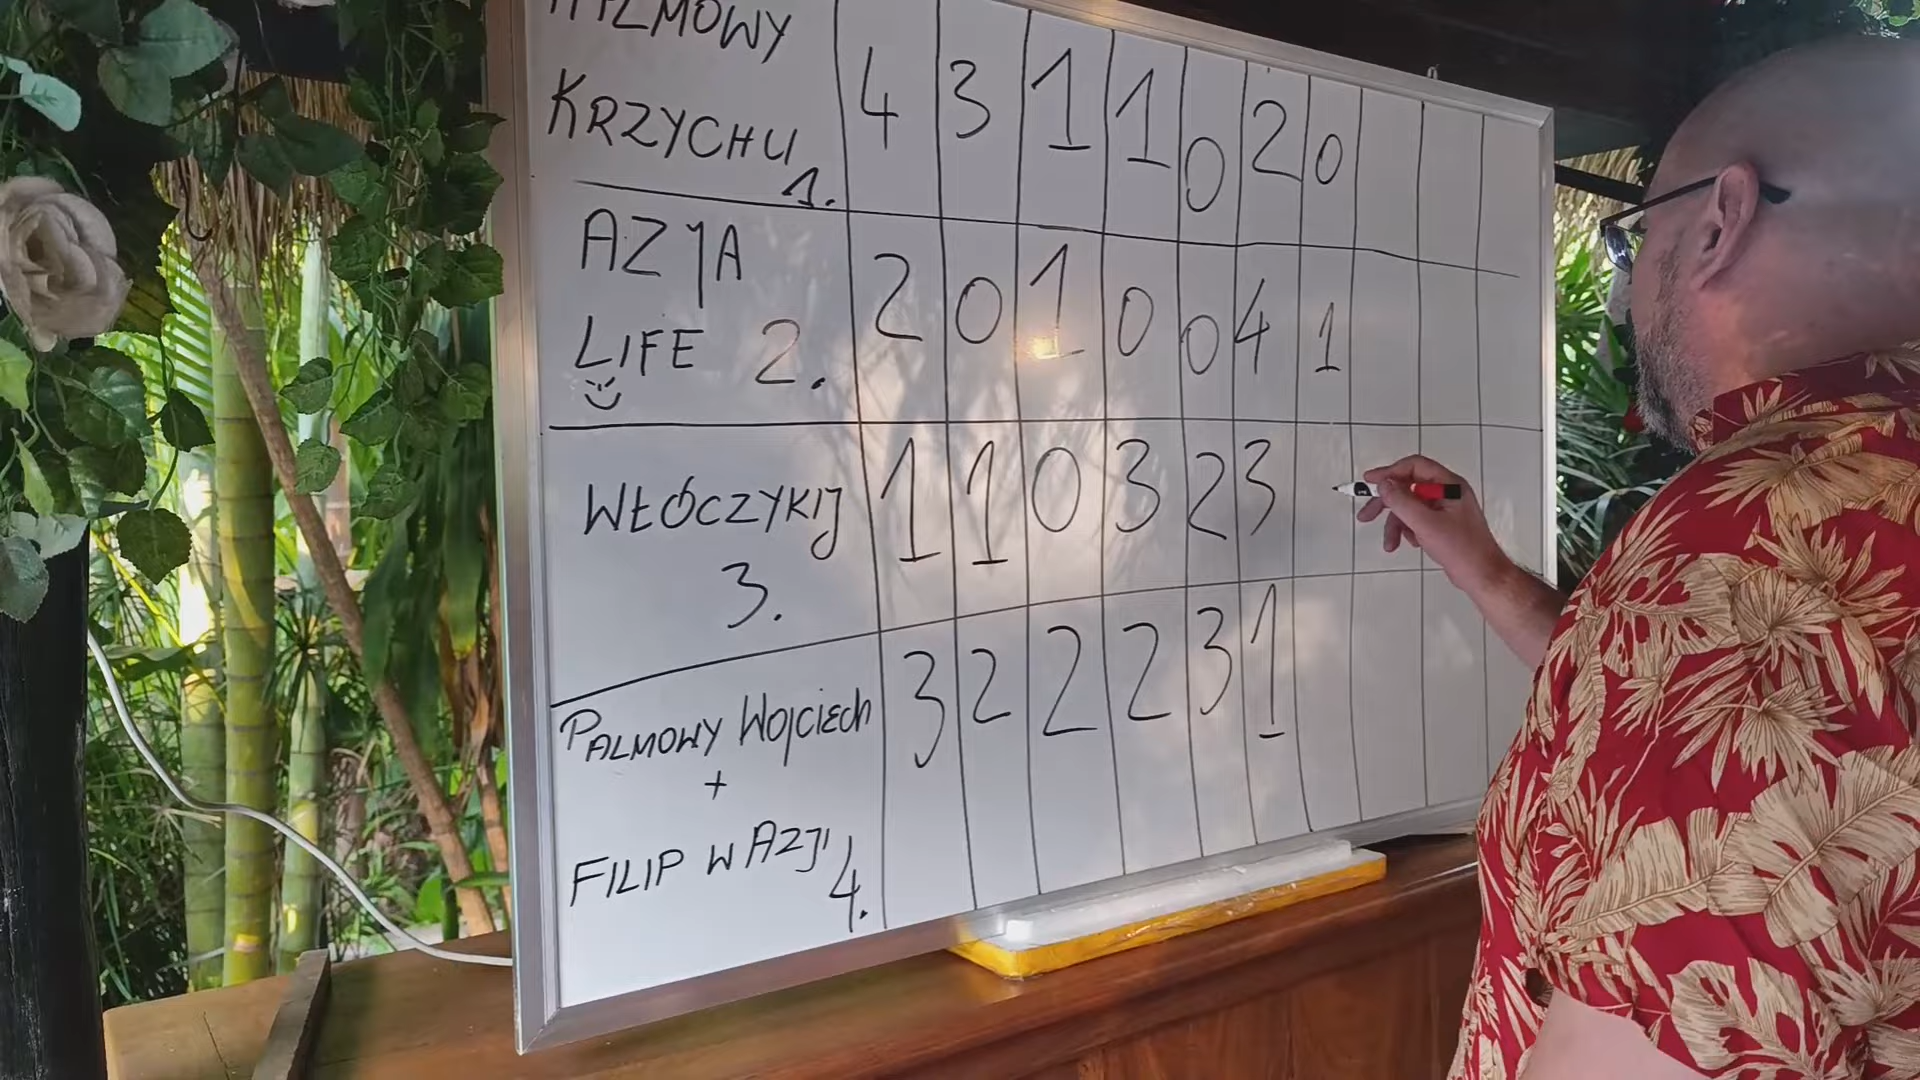 PALMOWY
KRZYCHU 1. 4 3 1 1 0 2 0
AZJA
LIFE 2. 2 0 1 0 0 4 1
WŁÓCZYKIJ 1 1 0 3 2 3
3.
PALMOWY WOJCIECH 3 2 2 2 3 1
+
FILIP W AZJI 4.